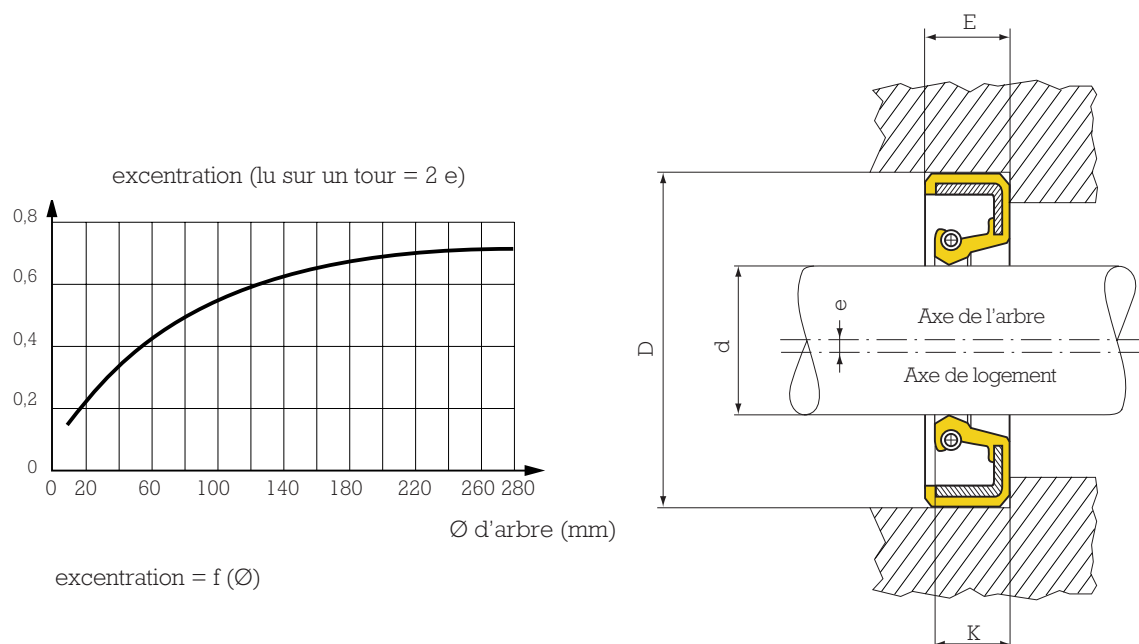 excentration (lu sur un tour = 2 e)
0,8
0,6
0,4
0,2
0
0 20 60 100 140 180 220 260 280
Ø d'arbre (mm)
excentration = f (Ø)
E
D
d
e
Axe de l'arbre
Axe de logement
K